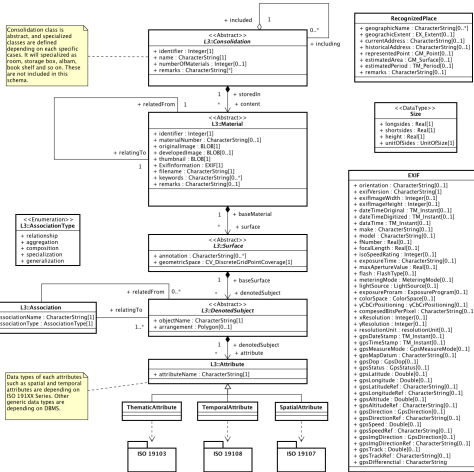 Consolidation class is
abstract, and specialized
classes are defined
depending on each specific
cases. It will specialized as
room, storage box, album,
book shelf and so on. These
are not included in this
schema.
+ included
1
0..*
+ including
<<Abstract>>
L3::Consolidation
+ identifier : Integer[1]
+ name : CharacterString[1]
+ numberOfMaterials : Integer[0..1]
+ remarks : CharacterString[*]
1
+ storedIn
*
+ content
+ relatedFrom
1
+ relatingTo
1
<<Abstract>>
L3::Material
+ identifier : Integer[1]
+ materialNumber : CharacterString[0..1]
+ originalImage : BLOB[1]
+ developedImage : BLOB[0..1]
+ thumbnail : BLOB[0..1]
+ ExifInformation : EXIF[1]
+ filename : CharacterString[1]
+ keywords : CharacterString[0..*]
+ remarks : CharacterString[0..1]
1
+ baseMaterial
*
+ surface
<<Abstract>>
L3::Surface
+ annotation : CharacterString[0..*]
+ geometricSpace : CV_DiscreteGridPointCoverage[1]
1
+ baseSurface
*
+ denotedSubject
<<Enumeration>>
L3::AssociationType
+ relationship
+ aggregation
+ composition
+ specialization
+ generalization
+ relatedFrom
0..*
+ relatingTo
1..*
L3::Association
associationName : CharacterString[1]
associationType : AssociationType[1]
<<Abstract>>
L3::DenotedSubject
+ objectName : CharacterString[1]
+ arrangement : Polygon[0..1]
1
+ denotedSubject
*
+ attribute
Data types of each attributes
such as spatial and temporal
attributes are depending on
ISO 191XX Series. Other
generic data types are
depending on DBMS.
L3::Attribute
+ attributeName : CharacterString[1]
ThematicAttribute
TemporalAttribute
SpatialAttribute
ISO 19103
ISO 19108
ISO 19107
RecognizedPlace
+ geographicName : CharacterString[0..*]
+ geographicExtent : EX_Extent[0..1]
+ currentAddress : CharacterString[0..1]
+ historicalAddress : CharacterString[0..1]
+ representedPoint : GM_Point[0..1]
+ estimatedArea : GM_Surface[0..1]
+ estimatedPeriod : TM_Period[0..1]
+ remarks : CharacterString[0..1]
<<DataType>>
Size
+ longsides : Real[1]
+ shortsides : Real[1]
+ height : Real[1]
+ unitOfSides : UnitOfSize[1]
EXIF
+ orientation : CharacterString[0..1]
+ exifVersion : CharacterString[1]
+ exifImageWidth : Integer[0..1]
+ exifImageHeight : Integer[0..1]
+ dateTimeOriginal : TM_Instant[0..1]
+ dateTimeDigitized : TM_Instant[0..1]
+ dataTime : TM_Instant[0..1]
+ make : CharacterString[0..1]
+ model : CharacterString[0..1]
+ fNumber : Real[0..1]
+ focalLength : Real[0..1]
+ isoSpeedRating : Integer[0..1]
+ exposureTime : CharacterString[0..1]
+ maxApertureValue : Real[0..1]
+ flash : FlashType[0..1]
+ meteringMode : MeteringMode[0..1]
+ lightSource : LightSource[0..1]
+ exposureProram : ExposureProgram[0..1]
+ colorSpace : ColorSpace[0..1]
+ yCbCrPositioning : yCbCrPositioning[0..1]
+ composedBitsPerPixel : CharacterString[0..1]
+ xResolution : Integer[0..1]
+ yResolution : Integer[0..1]
+ resolutionUnit : resolutionUnit[0..1]
+ gpsDateStamp : TM_Instant[0..1]
+ gpsTimeStamp : TM_Instant[0..1]
+ gpsMeasureMode : GpsMeasureMode[0..1]
+ gpsMapDatum : CharacterString[0..1]
+ gpsDop : GpsDop[0..1]
+ gpsStatus : GpsStatus[0..1]
+ gpsLatitude : Double[0..1]
+ gpsLongitude : Double[0..1]
+ gpsLatitudeRef : CharacterString[0..1]
+ gpsLongitudeRef : CharacterString[0..1]
+ gpsAltitude : Double[0..1]
+ gpsAltitudeRef : CharacterString[0..1]
+ gpsDirection : GpsDirection[0..1]
+ gpsSpeed : Double[0..1]
+ gpsSpeedRef : CharacterString[0..1]
+ gpsImgDirection : GpsDirection[0..1]
+ gpsImgDirectionRef : CharacterString[0..1]
+ gpsTrack : Double[0..1]
+ gpsTrackRef : CharacterString[0..1]
+ gpsDifferencial : CharacterString